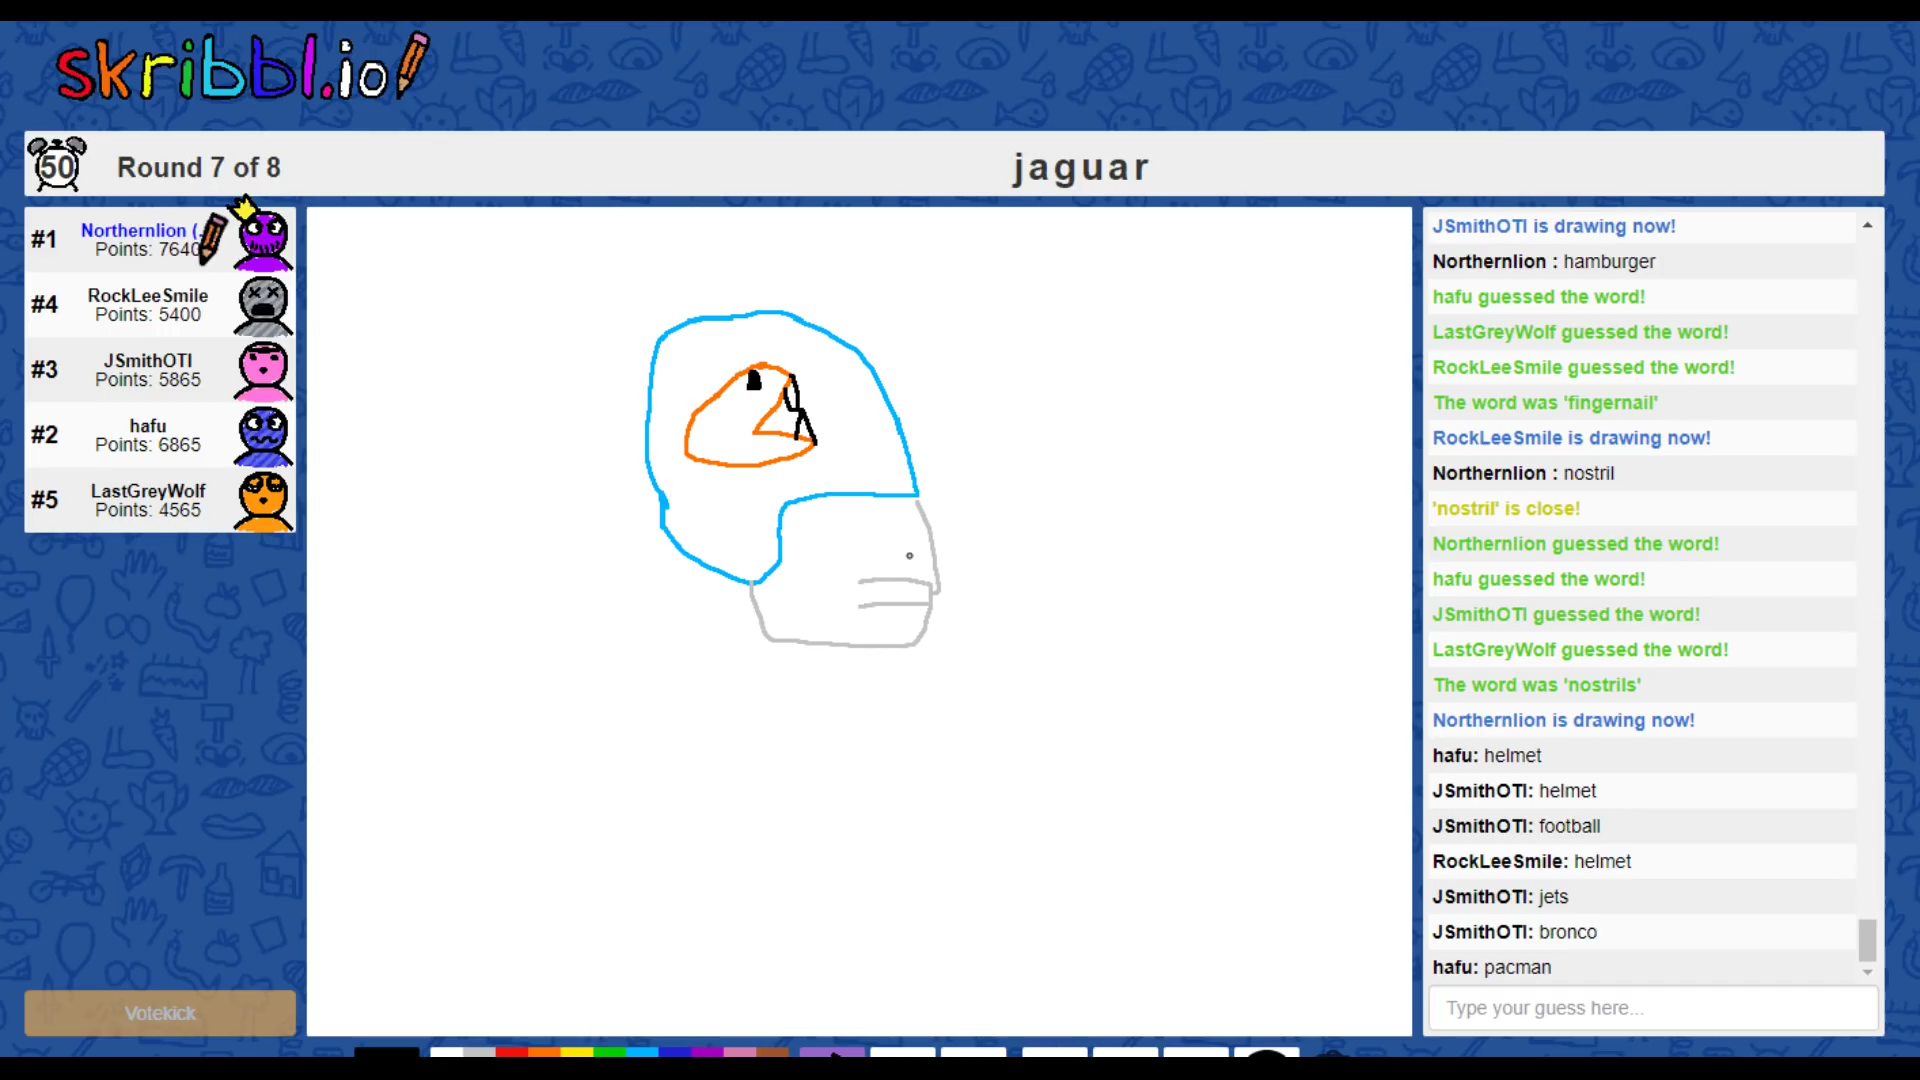 skribbl.io
50
Round 7 of 8
jaguar
#1
Northernlion (.
Points: 7640
#4
RockLeeSmile
Points: 5400
#3
JSmithOTI
Points: 5865
#2
hafu
Points: 6865
#5
LastGreyWolf
Points: 4565
Votekick
JSmithOTI is drawing now!
Northernlion : hamburger
hafu guessed the word!
LastGreyWolf guessed the word!
RockLeeSmile guessed the word!
The word was 'fingernail'
RockLeeSmile is drawing now!
Northernlion : nostril
'nostril' is close!
Northernlion guessed the word!
hafu guessed the word!
JSmithOTI guessed the word!
LastGreyWolf guessed the word!
The word was 'nostrils'
Northernlion is drawing now!
hafu: helmet
JSmithOTI: helmet
JSmithOTI: football
RockLeeSmile: helmet
JSmithOTI: jets
JSmithOTI: bronco
hafu: pacman
Type your guess here...